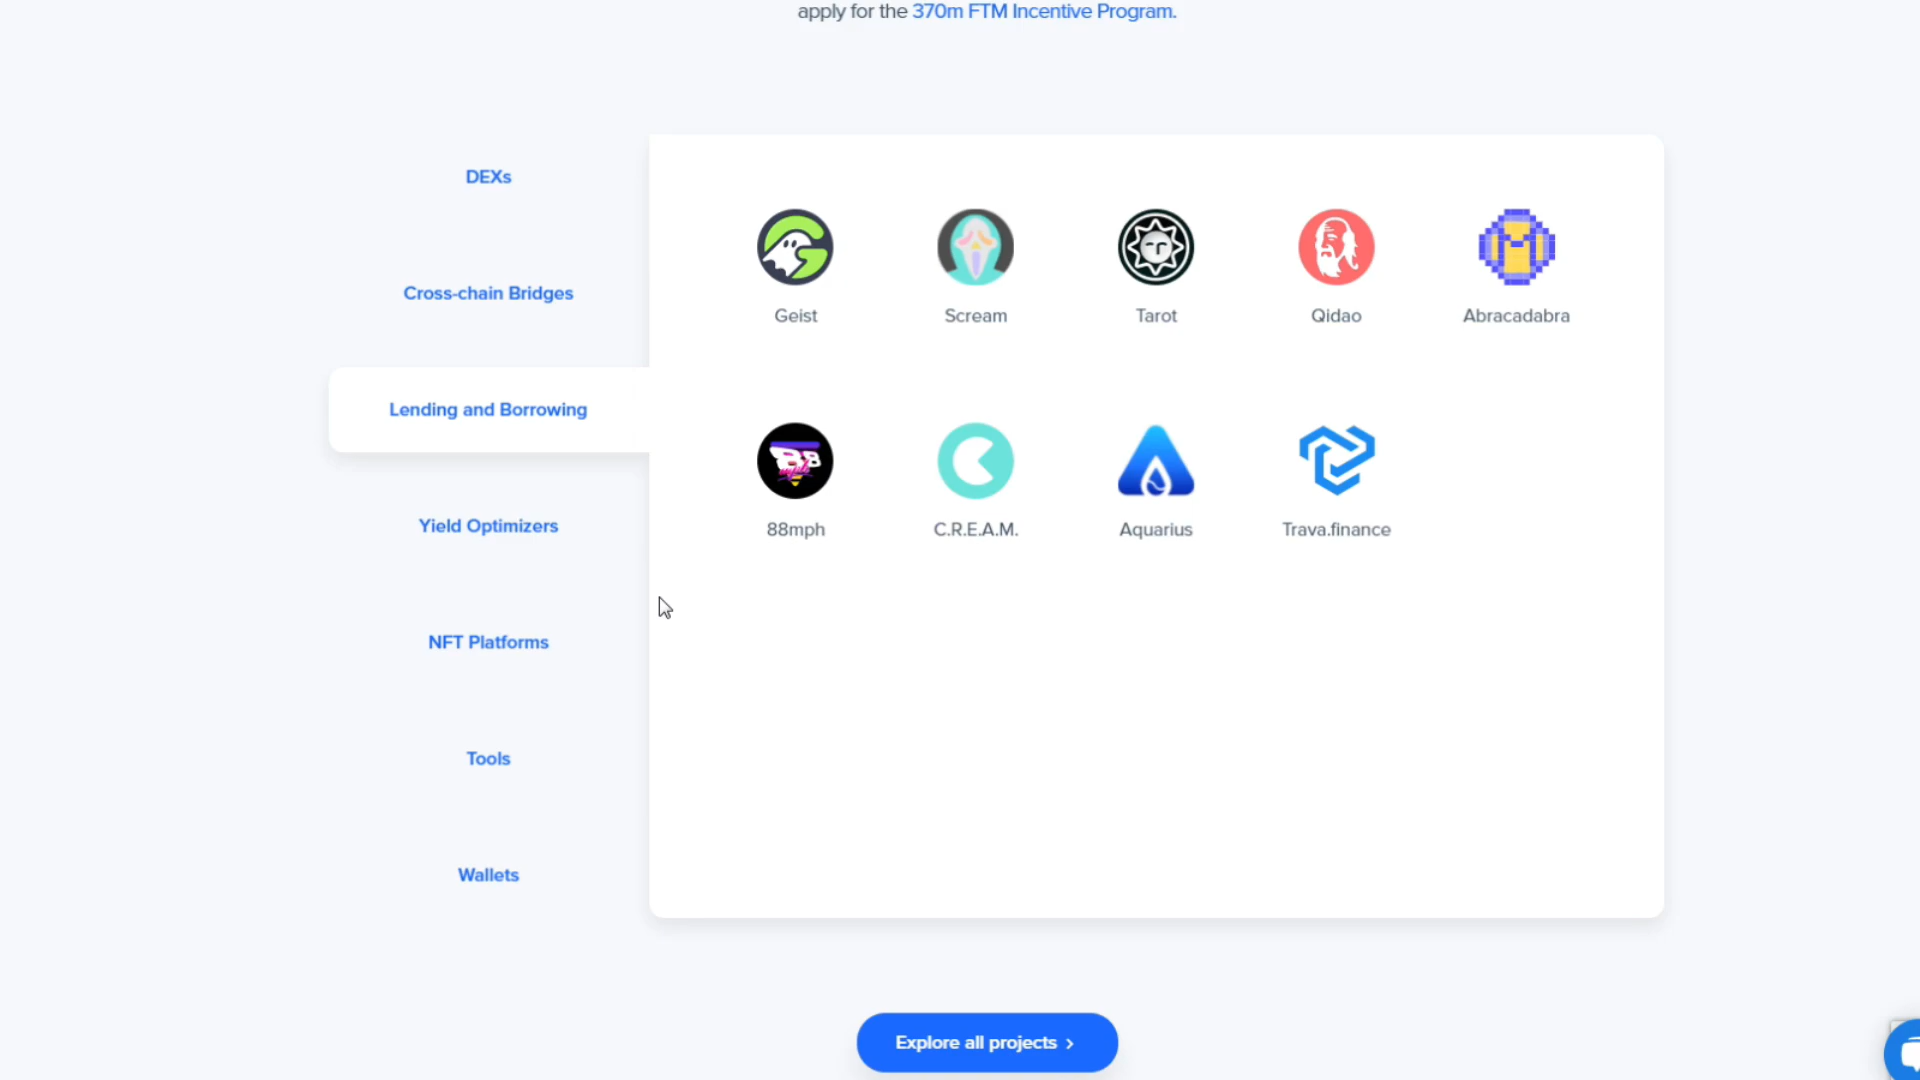 apply for the 370m FTM Incentive Program.
DEXs
Cross-chain Bridges
Lending and Borrowing
Yield Optimizers
NFT Platforms
Tools
Wallets
Geist
Scream
Tarot
Qidao
Abracadabra
88mph
C.R.E.A.M.
Aquarius
Trava.finance
Explore all projects ›